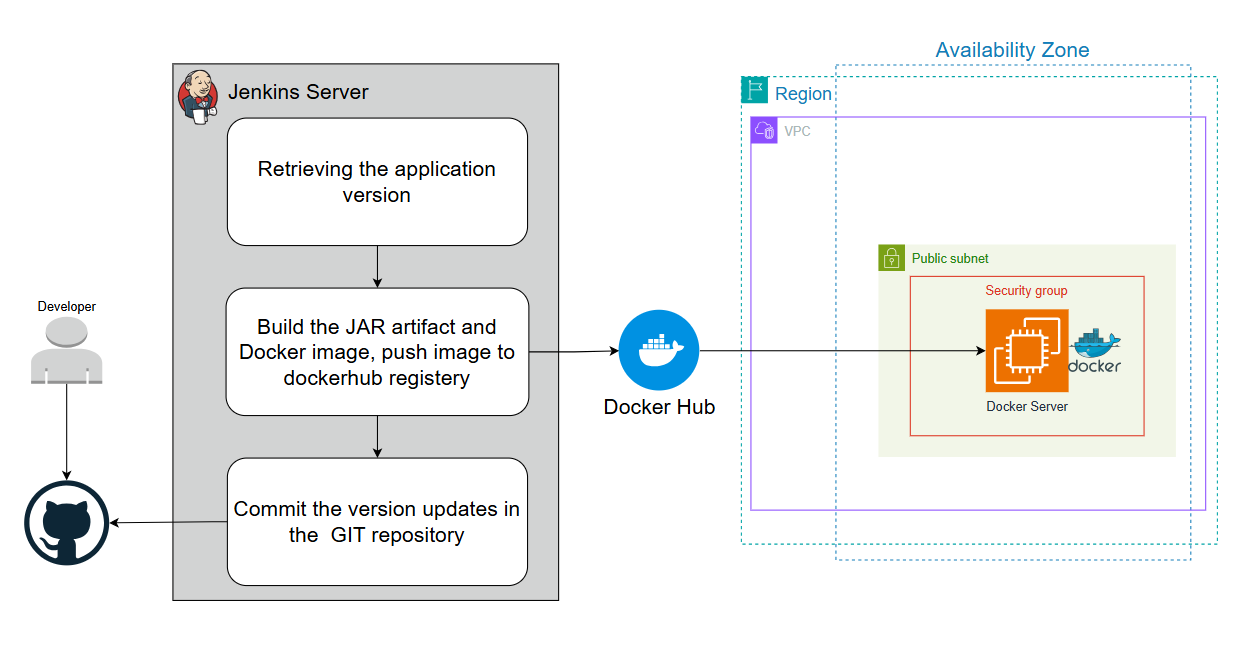 Availability Zone
Jenkins Server
Region
VPC
Retrieving the application
version
Public subnet
Security group
Developer
Build the JAR artifact and
Docker image, push image to
dockerhub registery
docker
Docker Hub
Docker Server
Commit the version updates in
the GIT repository